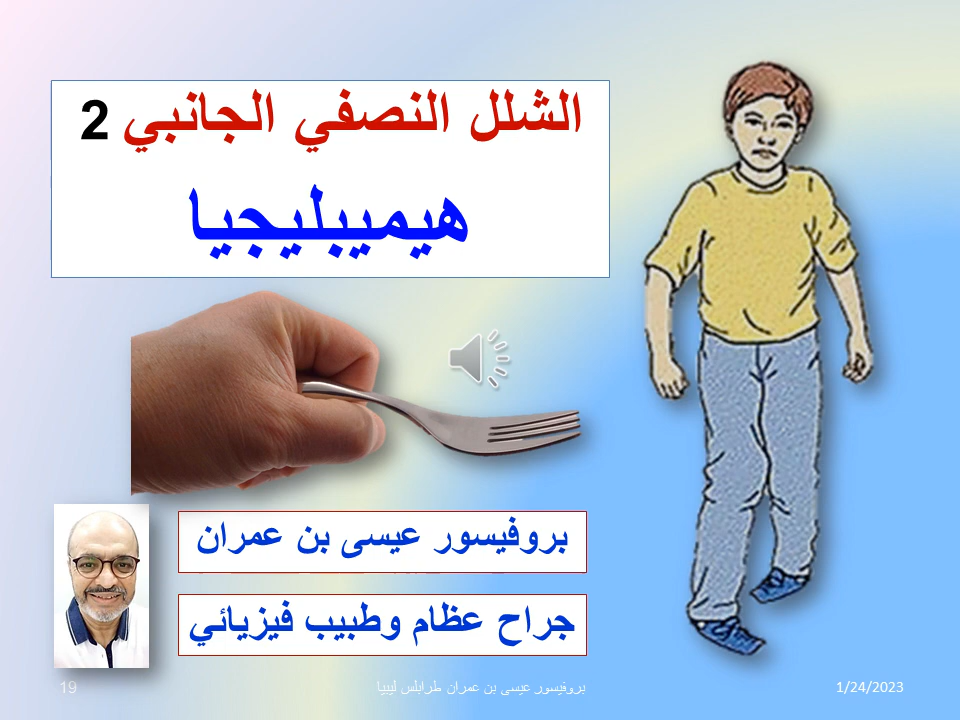 الشلل النصفي الجانبي 2
هيميبليجيا
بروفيسور عيسى بن عمران
جراح عظام وطبيب فيزيائي
19
بروفيسور عيسى بن عمران طرابلس ليبيا
1/24/2023